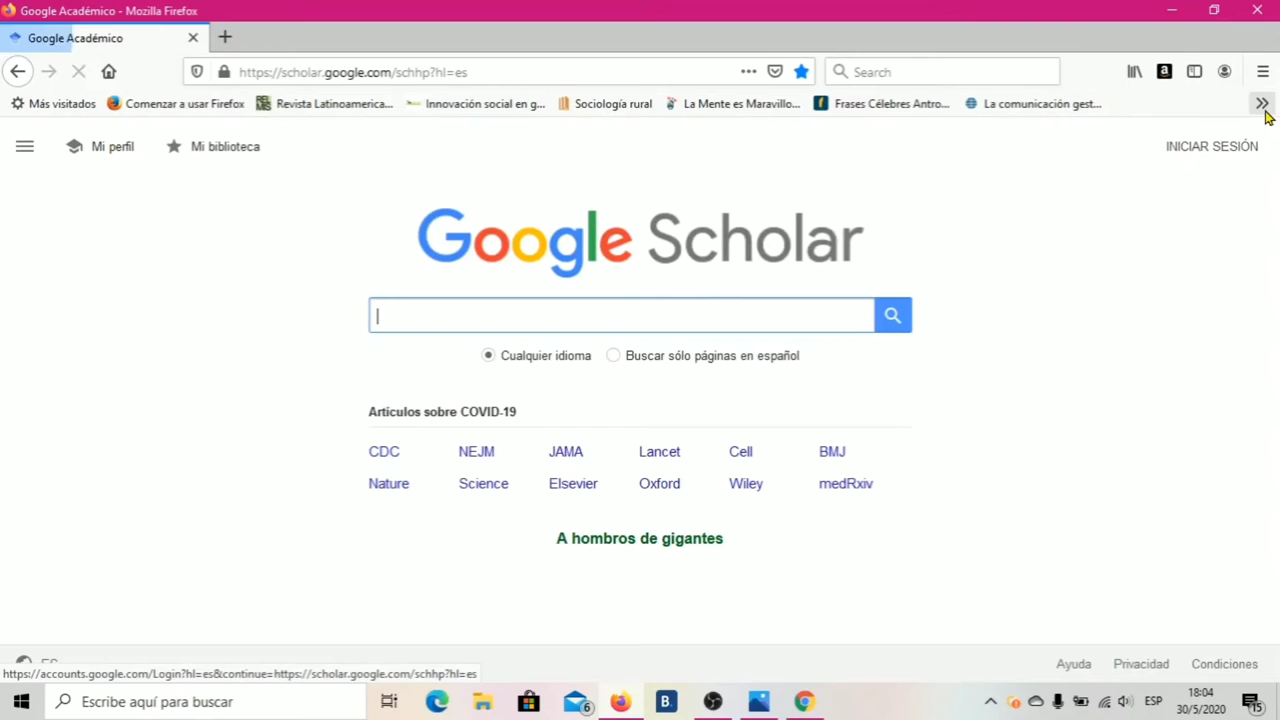 Google Académico - Mozilla Firefox
Google Académico
https://scholar.google.com/schhp?hl=es
Search
Más visitados Comenzar a usar Firefox Revista Latinoamerica... Innovación social en g... Sociología rural La Mente es Maravillo... Frases Célebres Antro... La comunicación gest...
Mi perfil Mi biblioteca INICIAR SESIÓN
Google Scholar
Cualquier idioma Buscar sólo páginas en español
Artículos sobre COVID-19
CDC NEJM JAMA Lancet Cell BMJ
Nature Science Elsevier Oxford Wiley medRxiv
A hombros de gigantes
ES
Ayuda Privacidad Condiciones
https://accounts.google.com/Login?hl=es&continue=https://scholar.google.com/schhp?hl=es
Escribe aquí para buscar
6
B.
ESP
18:04
30/5/2020
15